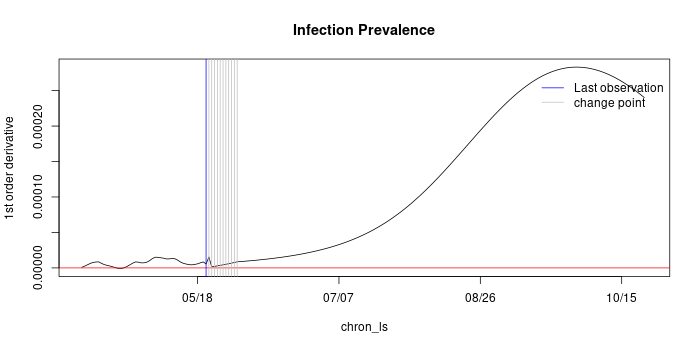 Infection Prevalence
1st order derivative
0.00020
0.00010
0.00000
Last observation
change point
05/18
07/07
08/26
10/15
chron_ls